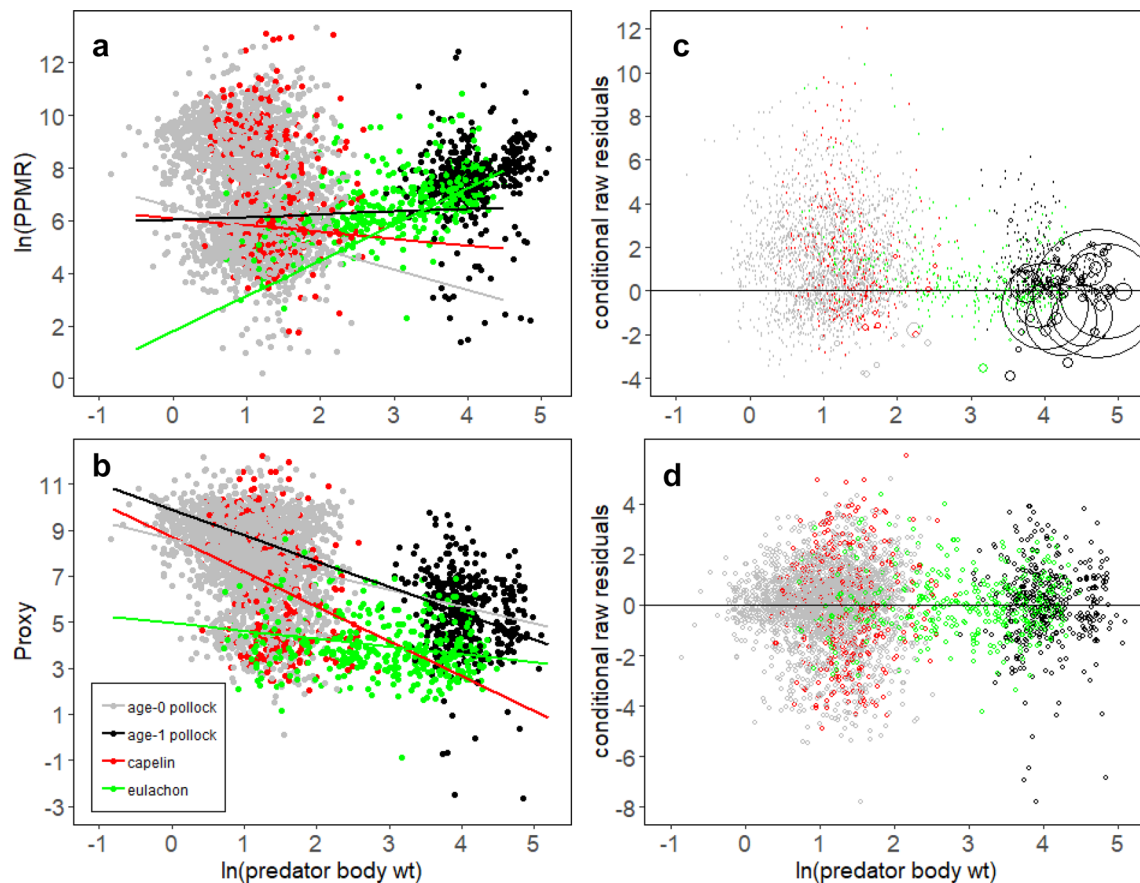 a
ln(PPMR)
12
10
8
6
4
2
0
-1 0 1 2 3 4 5
c
conditional raw residuals
12
10
8
6
4
2
0
-2
-4
-1 0 1 2 3 4 5
b
Proxy
11
9
7
5
3
1
-1
-3
age-0 pollock
age-1 pollock
capelin
eulachon
-1 0 1 2 3 4 5
ln(predator body wt)
d
conditional raw residuals
4
2
0
-2
-4
-6
-8
-1 0 1 2 3 4 5
ln(predator body wt)